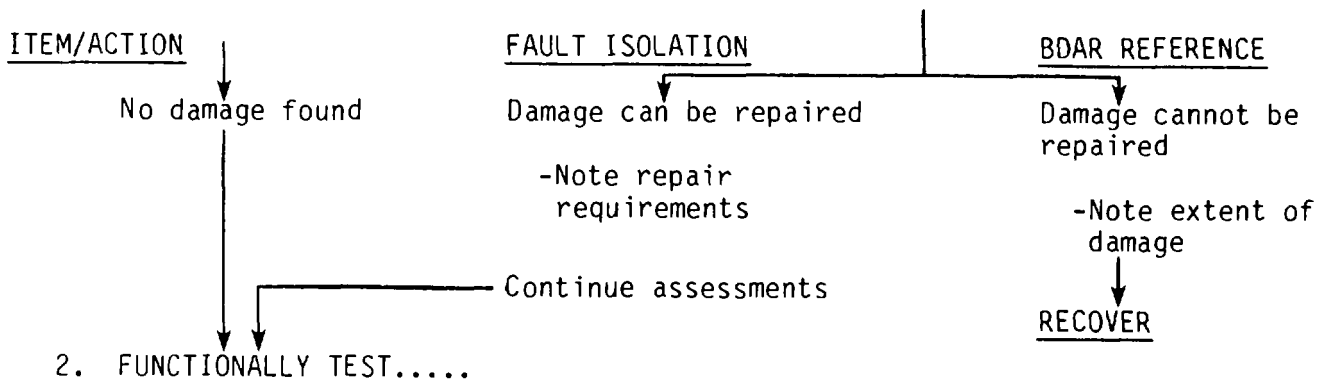 ITEM/ACTION
FAULT ISOLATION
BDAR REFERENCE
No damage found
Damage can be repaired
Damage cannot be
repaired
-Note repair
requirements
-Note extent of
damage
Continue assessments
RECOVER
2. FUNCTIONALLY TEST.....